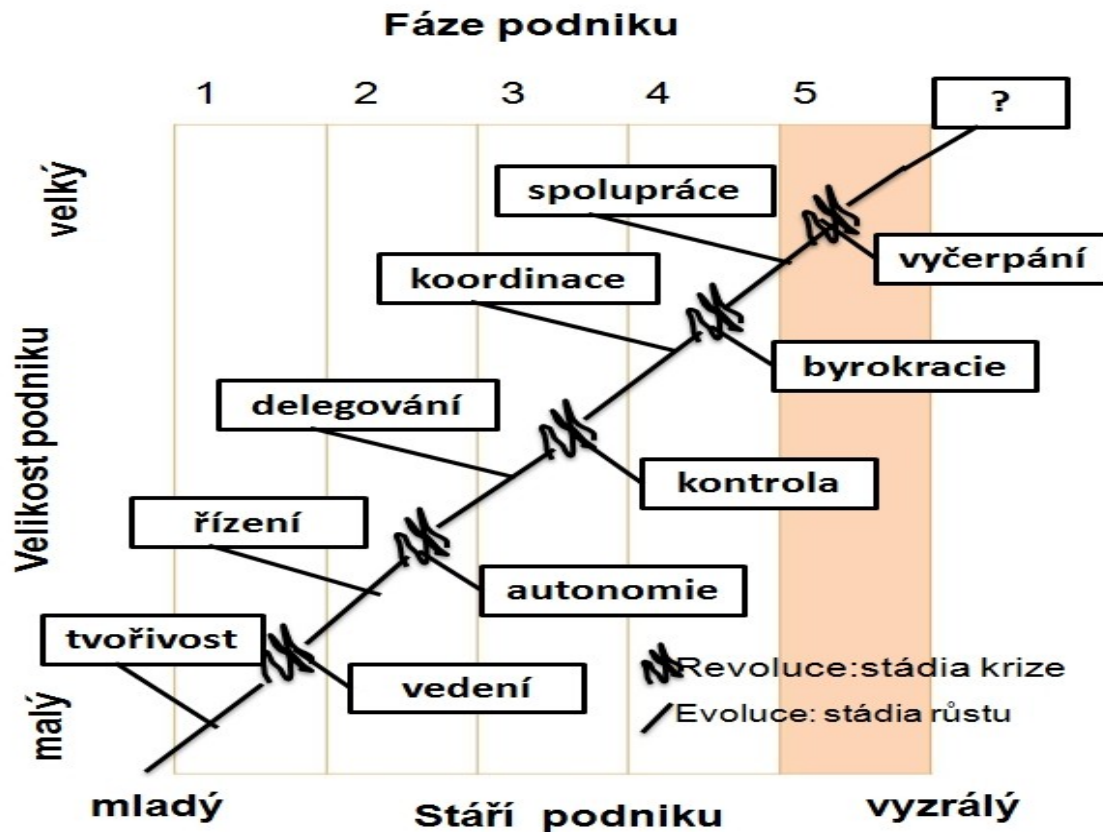 Fáze podniku
1 2 3 4 5
?
velký
spolupráce
vyčerpání
koordinace
byrokracie
Velikost podniku
delegování
kontrola
řízení
autonomie
tvořivost
vedení
malý
Revoluce:stádia krize
Evoluce: stádia růstu
mladý
Stáří podniku
vyzrálý